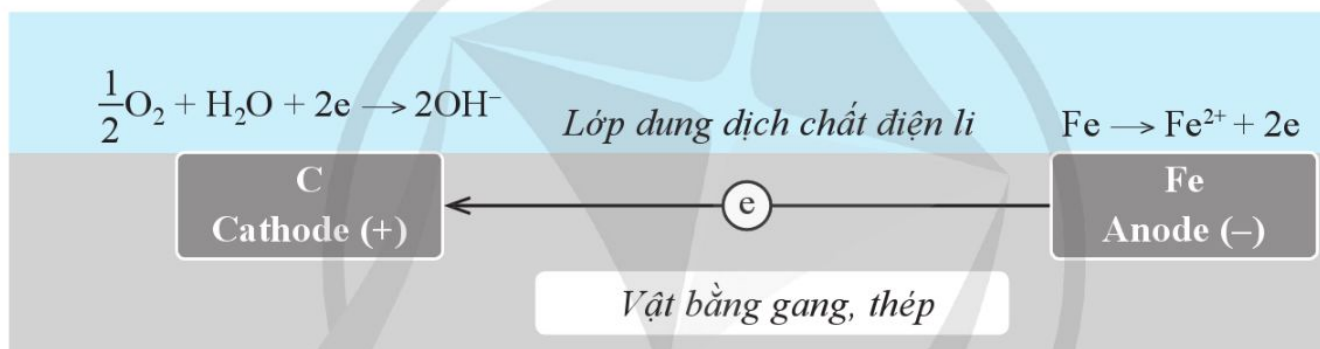 ½O₂ + H₂O + 2e → 2OH⁻
Lớp dung dịch chất điện li
Fe → Fe²⁺ + 2e
C
Cathode (+)
e
Fe
Anode (–)
Vật bằng gang, thép